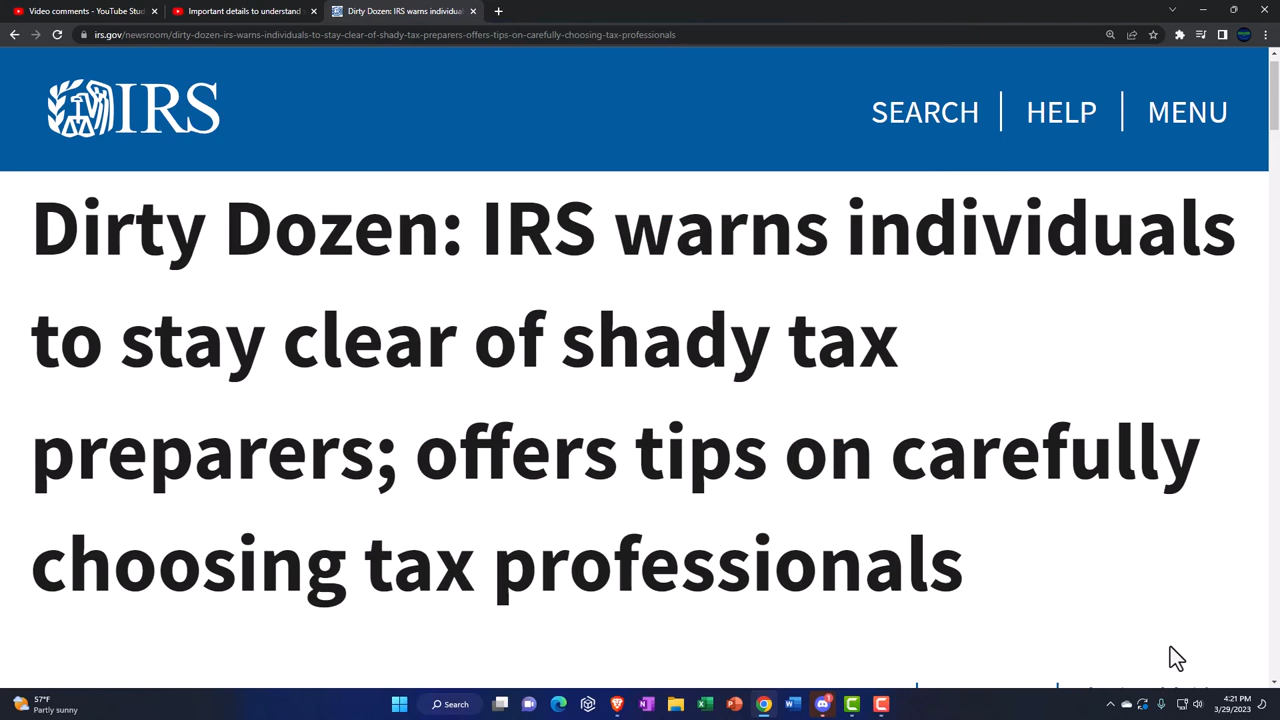 Video comments - YouTube Stud
Important details to understand
Dirty Dozen: IRS warns individual
irs.gov/newsroom/dirty-dozen-irs-warns-individuals-to-stay-clear-of-shady-tax-preparers-offers-tips-on-carefully-choosing-tax-professionals
IRS
SEARCH
HELP
MENU
Dirty Dozen: IRS warns individuals
to stay clear of shady tax
preparers; offers tips on carefully
choosing tax professionals
57°F
Partly sunny
Search
4:21 PM
3/29/2023